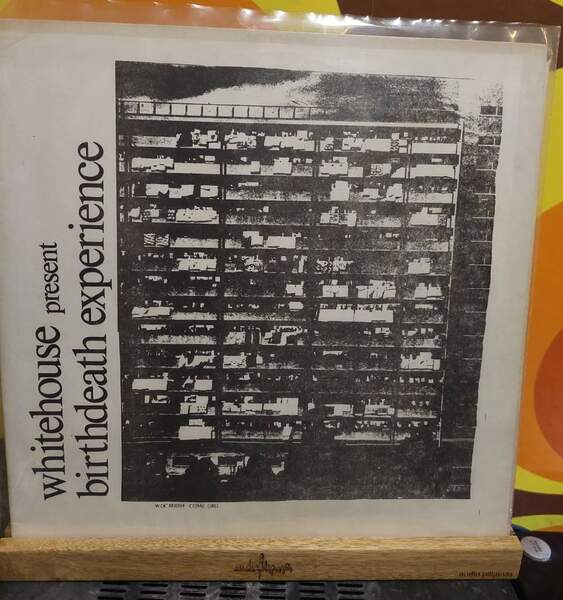 whitehouse present
birthdeath experience